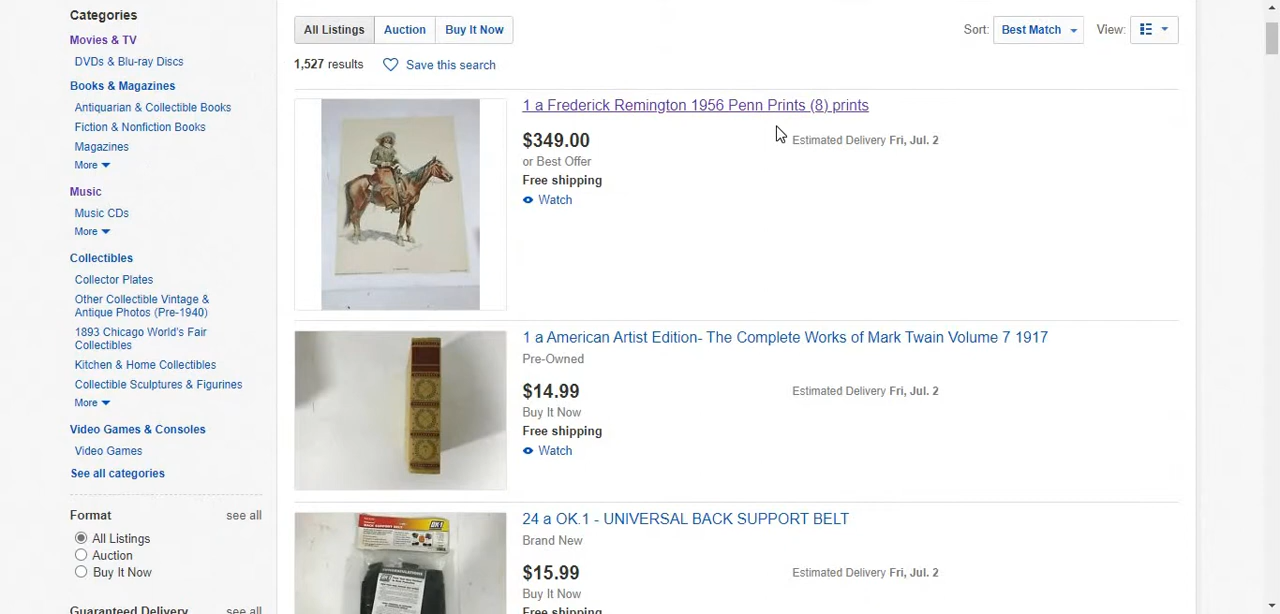 Categories
Movies & TV
DVDs & Blu-ray Discs
Books & Magazines
Antiquarian & Collectible Books
Fiction & Nonfiction Books
Magazines
More
Music
Music CDs
More
Collectibles
Collector Plates
Other Collectible Vintage &
Antique Photos (Pre-1940)
1893 Chicago World's Fair
Collectibles
Kitchen & Home Collectibles
Collectible Sculptures & Figurines
More
Video Games & Consoles
Video Games
See all categories
Format see all
All Listings
Auction
Buy It Now
Guaranteed Delivery see all
All Listings Auction Buy It Now Sort: Best Match View:
1,527 results Save this search
1 a Frederick Remington 1956 Penn Prints (8) prints
$349.00 Estimated Delivery Fri, Jul. 2
or Best Offer
Free shipping
Watch
1 a American Artist Edition- The Complete Works of Mark Twain Volume 7 1917
Pre-Owned
$14.99 Estimated Delivery Fri, Jul. 2
Buy It Now
Free shipping
Watch
24 a OK.1 - UNIVERSAL BACK SUPPORT BELT
Brand New
$15.99 Estimated Delivery Fri, Jul. 2
Buy It Now
Free shipping